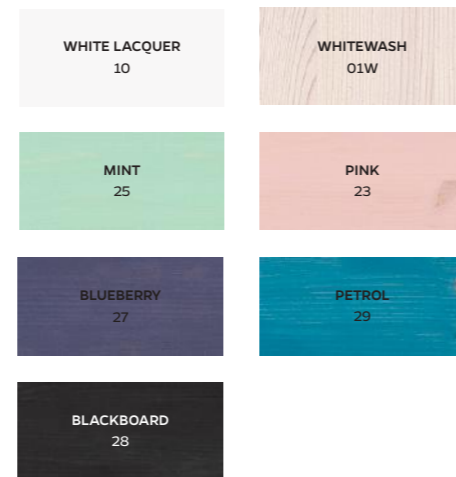 WHITE LACQUER
10
WHITEWASH
01W
MINT
25
PINK
23
BLUEBERRY
27
PETROL
29
BLACKBOARD
28